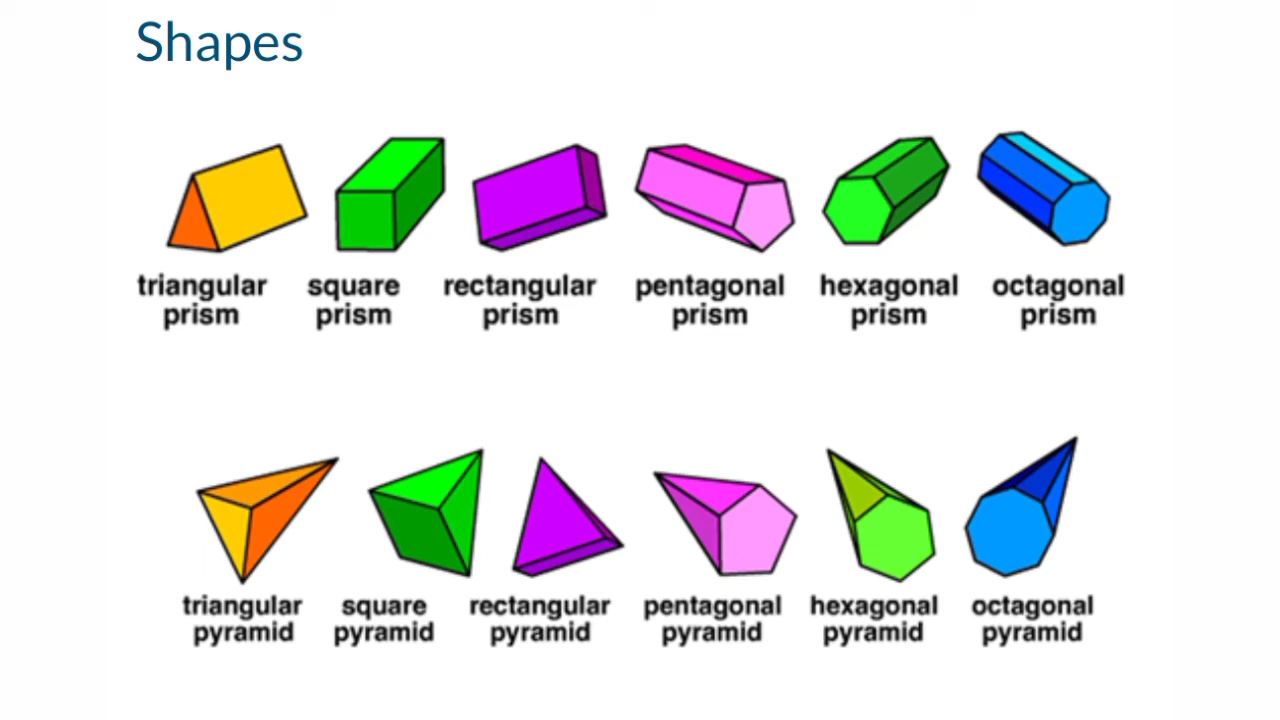 Shapes
triangular square rectangular pentagonal hexagonal octagonal
prism prism prism prism prism prism
triangular square rectangular pentagonal hexagonal octagonal
pyramid pyramid pyramid pyramid pyramid pyramid